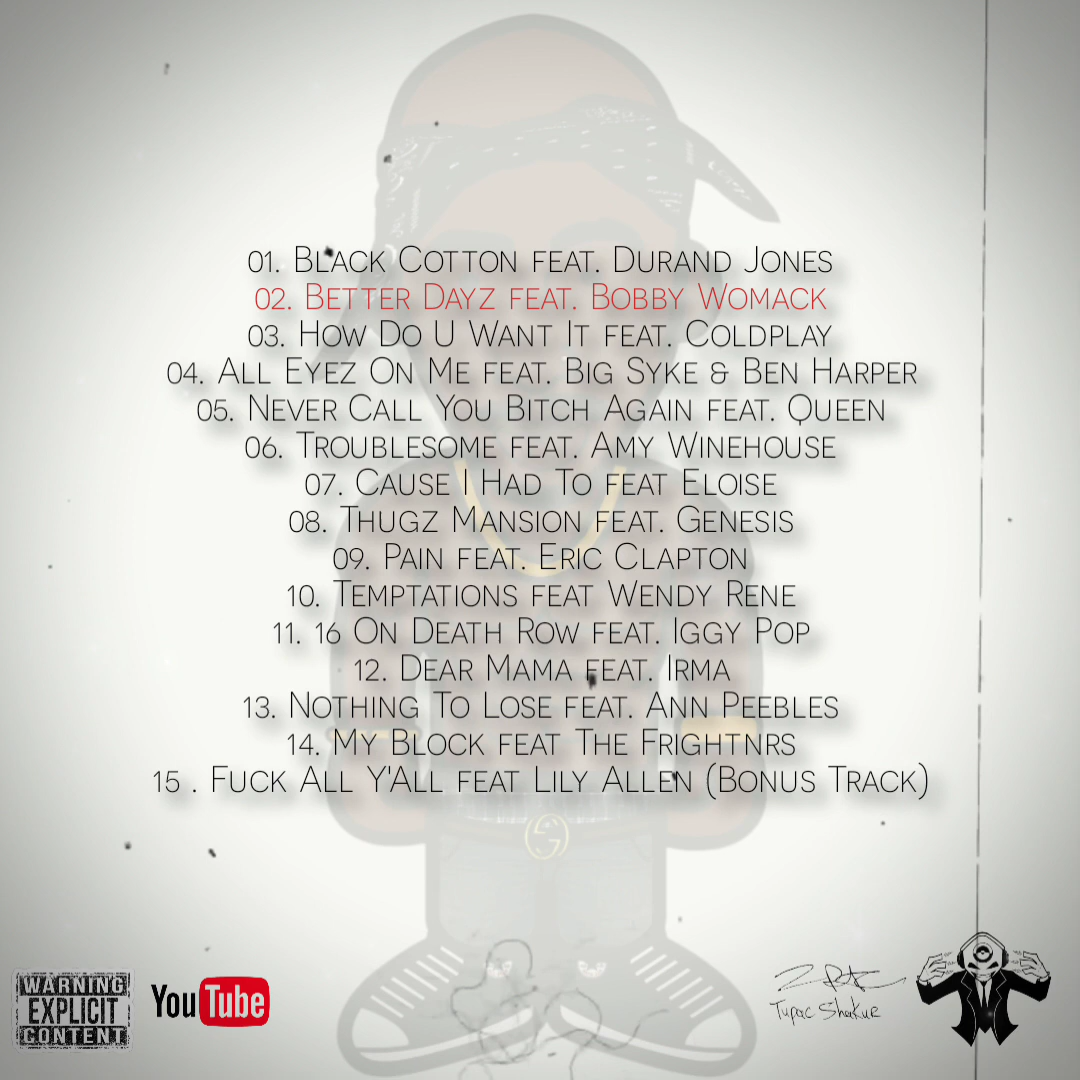 01. Black Cotton feat. Durand Jones
02. Better Dayz feat. Bobby Womack
03. How Do U Want It feat. Coldplay
04. All Eyez On Me feat. Big Syke & Ben Harper
05. Never Call You Bitch Again feat. Queen
06. Troublesome feat. Amy Winehouse
07. Cause I Had To feat Eloise
08. Thugz Mansion feat. Genesis
09. Pain feat. Eric Clapton
10. Temptations feat Wendy Rene
11. 16 On Death Row feat. Iggy Pop
12. Dear Mama feat. Irma
13. Nothing To Lose feat. Ann Peebles
14. My Block feat The Frightnrs
15 . Fuck All Y'All feat Lily Allen (Bonus Track)
WARNING
EXPLICIT
CONTENT
YouTube
Tupac Shakur